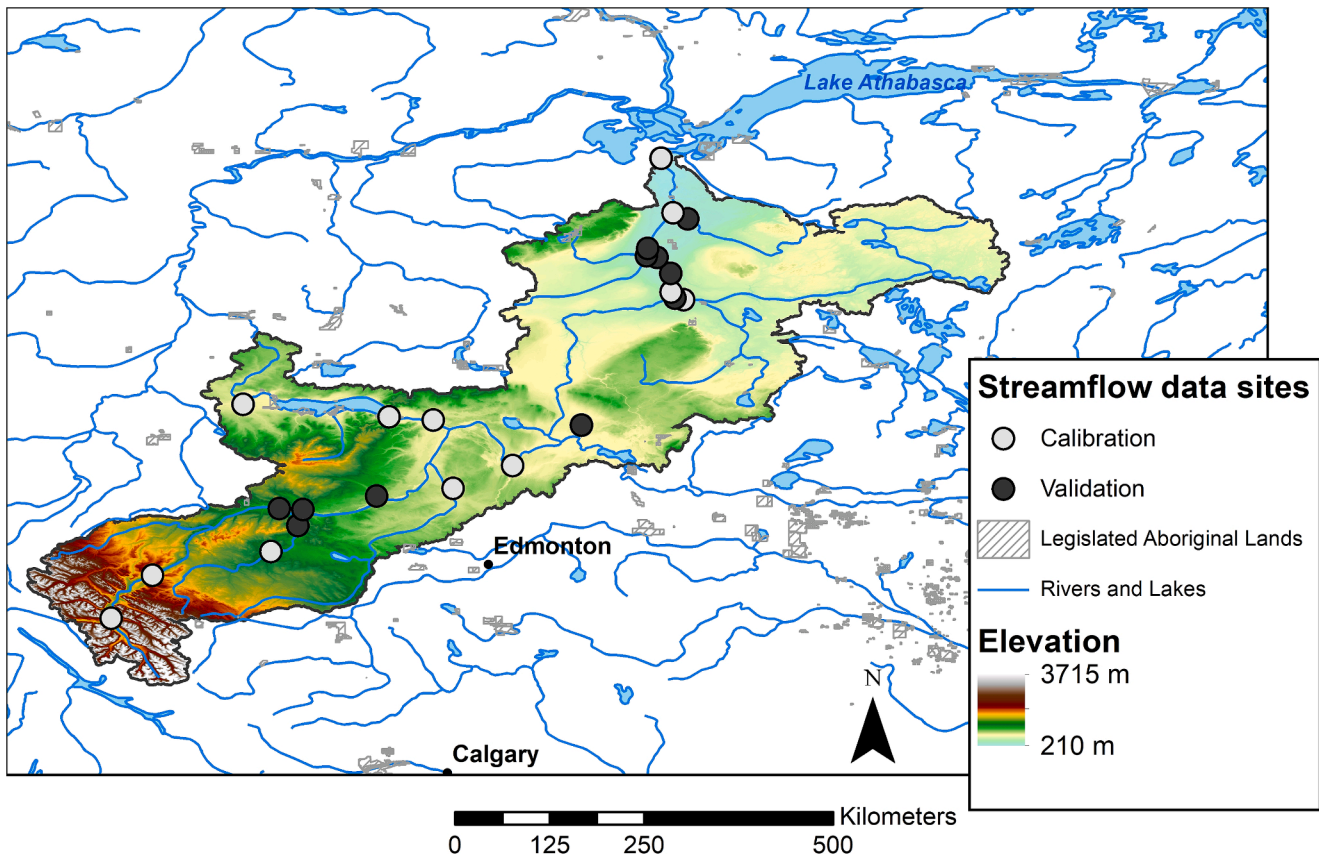 Lake Athabasca
Streamflow data sites
Calibration
Validation
Legislated Aboriginal Lands
Rivers and Lakes
Elevation
3715 m
210 m
Edmonton
N
Calgary
Kilometers
0 125 250 500